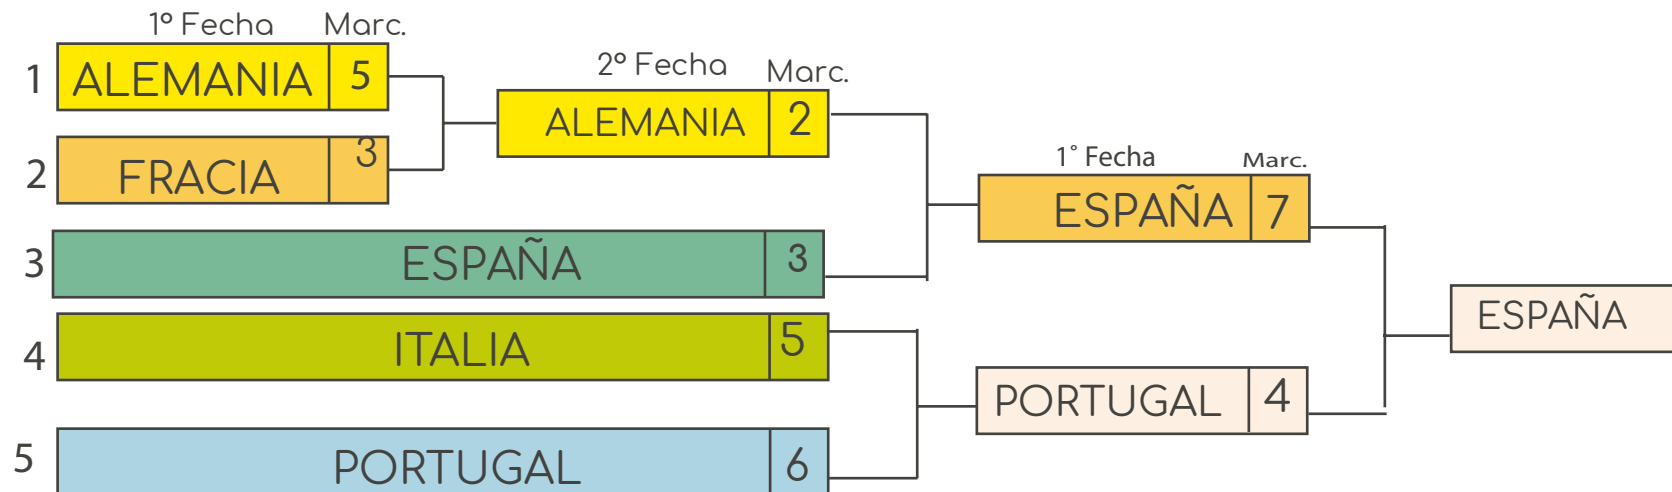 1º Fecha Marc.
1 ALEMANIA 5
2º Fecha Marc.
ALEMANIA 2
2 FRACIA 3
1° Fecha Marc.
ESPAÑA 7
3 ESPAÑA 3
ESPAÑA
4 ITALIA 5
PORTUGAL 4
5 PORTUGAL 6